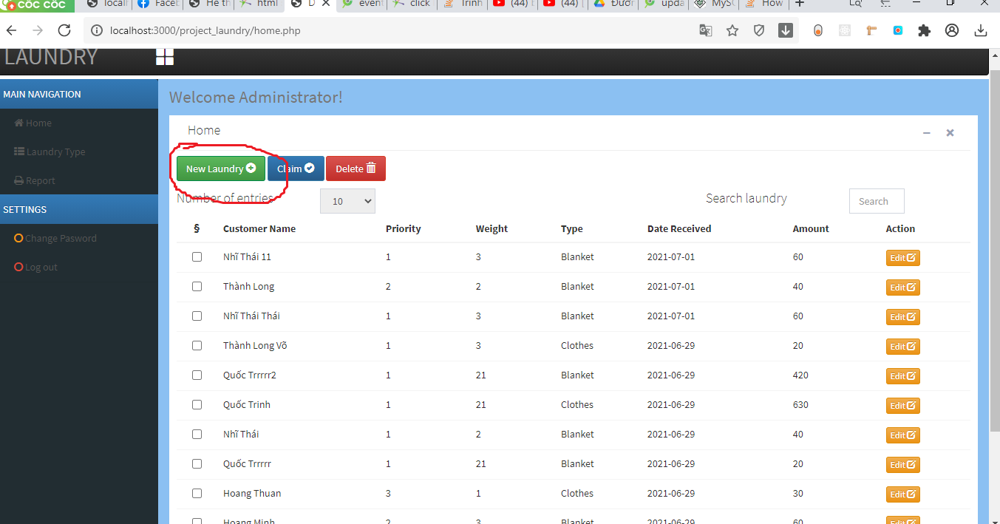 CỐC CỐC locall Faceb He th html D even click Trinh (44) (44) Đườr upda MySC How
localhost:3000/project_laundry/home.php
LAUNDRY
MAIN NAVIGATION
Home
Laundry Type
Report
SETTINGS
Change Pasword
Log out
Welcome Administrator!
Home
New Laundry Claim Delete
Number of entries 10 Search laundry Search
§ Customer Name Priority Weight Type Date Received Amount Action
Nhĩ Thái 11 1 3 Blanket 2021-07-01 60 Edit
Thành Long 2 2 Blanket 2021-07-01 40 Edit
Nhĩ Thái Thái 1 3 Blanket 2021-07-01 60 Edit
Thành Long Võ 1 3 Clothes 2021-06-29 20 Edit
Quốc Trrrrr2 1 21 Blanket 2021-06-29 420 Edit
Quốc Trinh 1 21 Clothes 2021-06-29 630 Edit
Nhĩ Thái 1 2 Blanket 2021-06-29 40 Edit
Quốc Trrrrr 1 21 Blanket 2021-06-29 20 Edit
Hoang Thuan 3 1 Clothes 2021-06-29 30 Edit
Hoang Minh 2 3 Blanket 2021-06-29 60 Edit